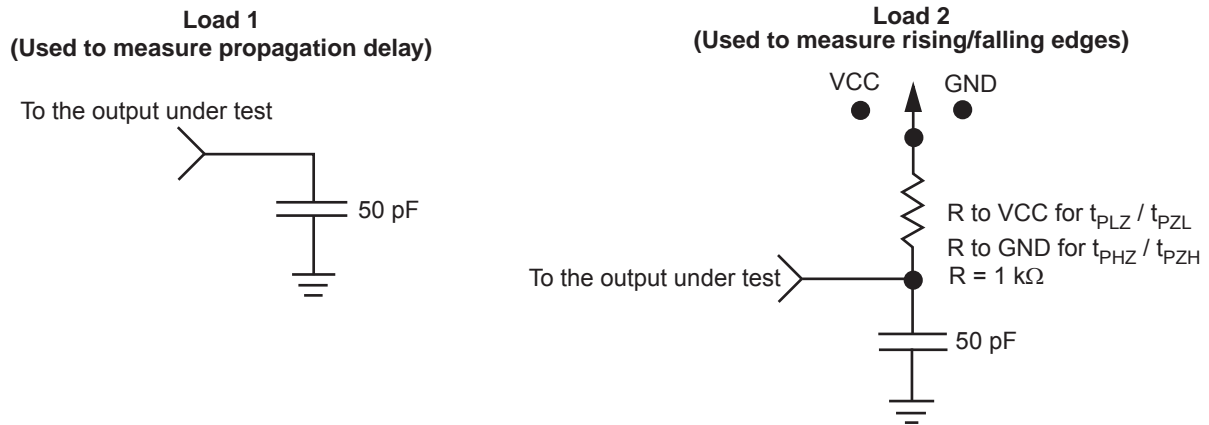 Load 1
(Used to measure propagation delay)
To the output under test
50 pF
Load 2
(Used to measure rising/falling edges)
VCC
GND
R to VCC for tPLZ / tPZL
R to GND for tPHZ / tPZH
R = 1 kΩ
To the output under test
50 pF